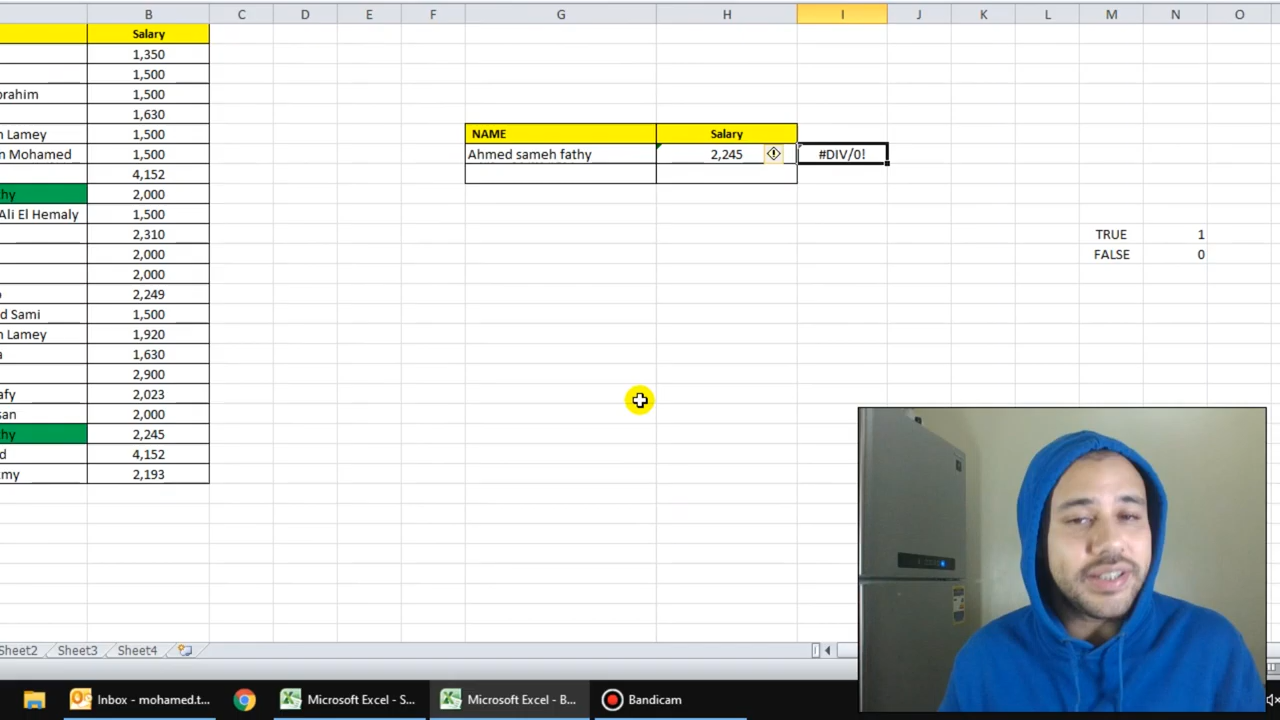 B C D E F G H I J K L M N O
Salary
1,350
1,500
brahim 1,500
1,630
n Lamey 1,500
n Mohamed 1,500
4,152
hy 2,000
Ali El Hemaly 1,500
2,310
2,000
2,000
2,249
d Sami 1,500
n Lamey 1,920
a 1,630
2,900
afy 2,023
san 2,000
hy 2,245
d 4,152
my 2,193
NAME Salary
Ahmed sameh fathy 2,245 #DIV/0!
TRUE 1
FALSE 0
Sheet2 Sheet3 Sheet4
Inbox - mohamed.t... Microsoft Excel - S... Microsoft Excel - B... Bandicam